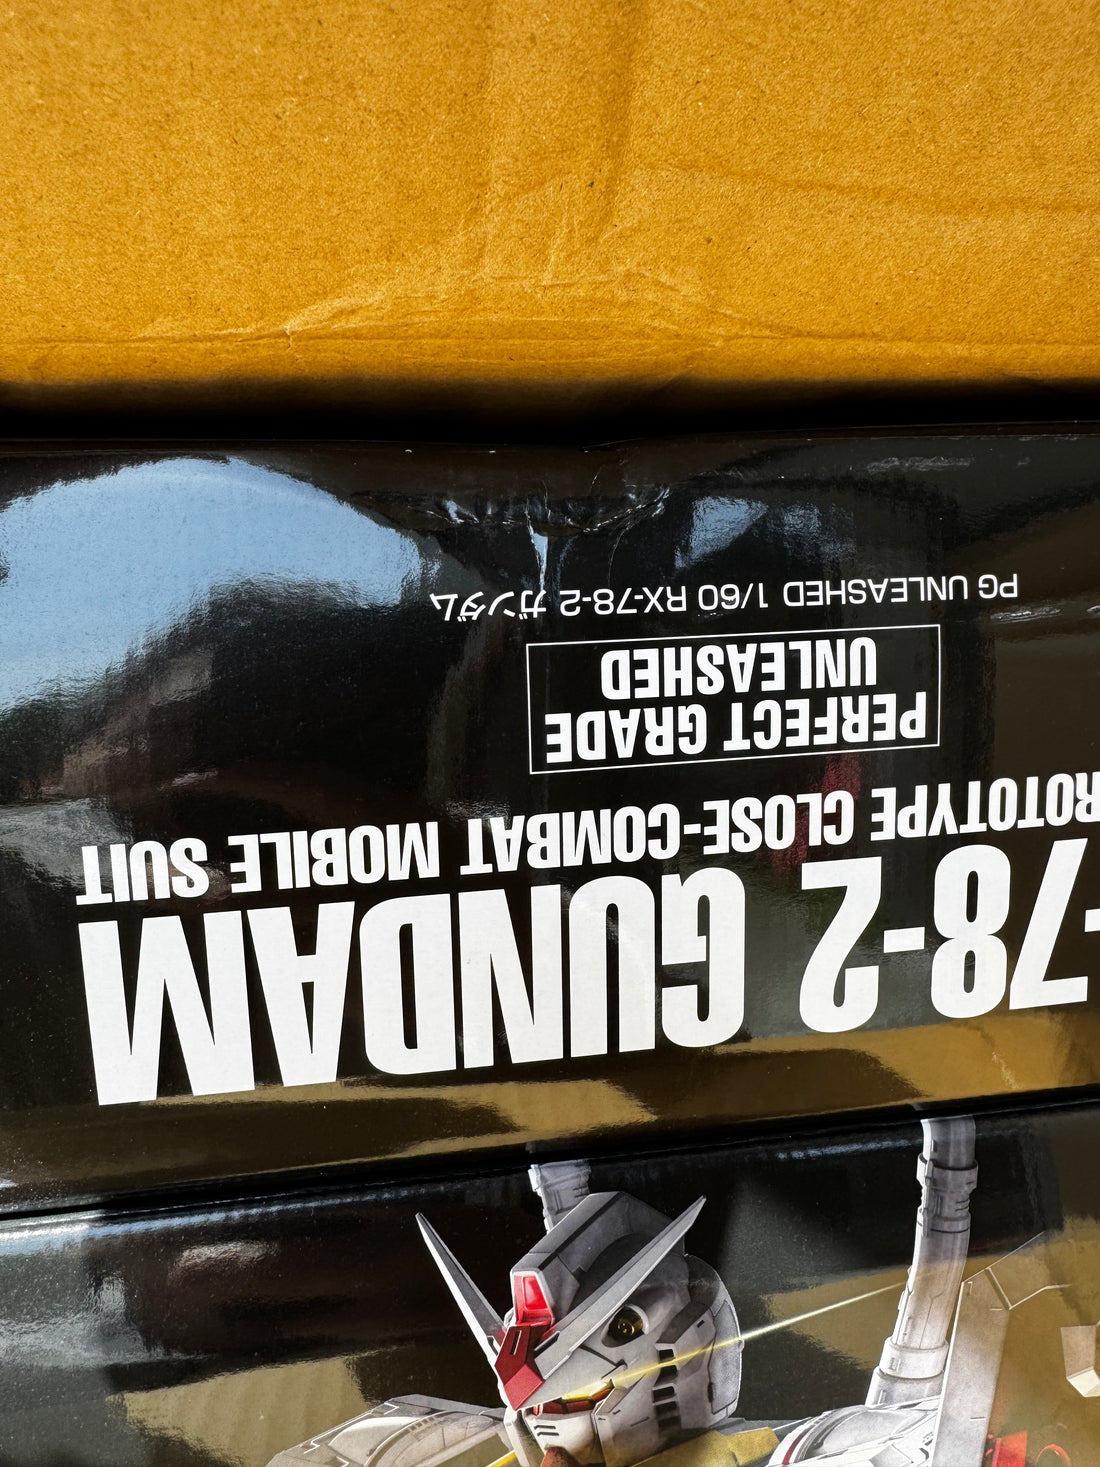 -78-2 GUNDAM
ROTOTYPE CLOSE-COMBAT MOBILE SUIT
PERFECT GRADE
UNLEASHED
PG UNLEASHED 1/60 RX-78-2 ガンダム